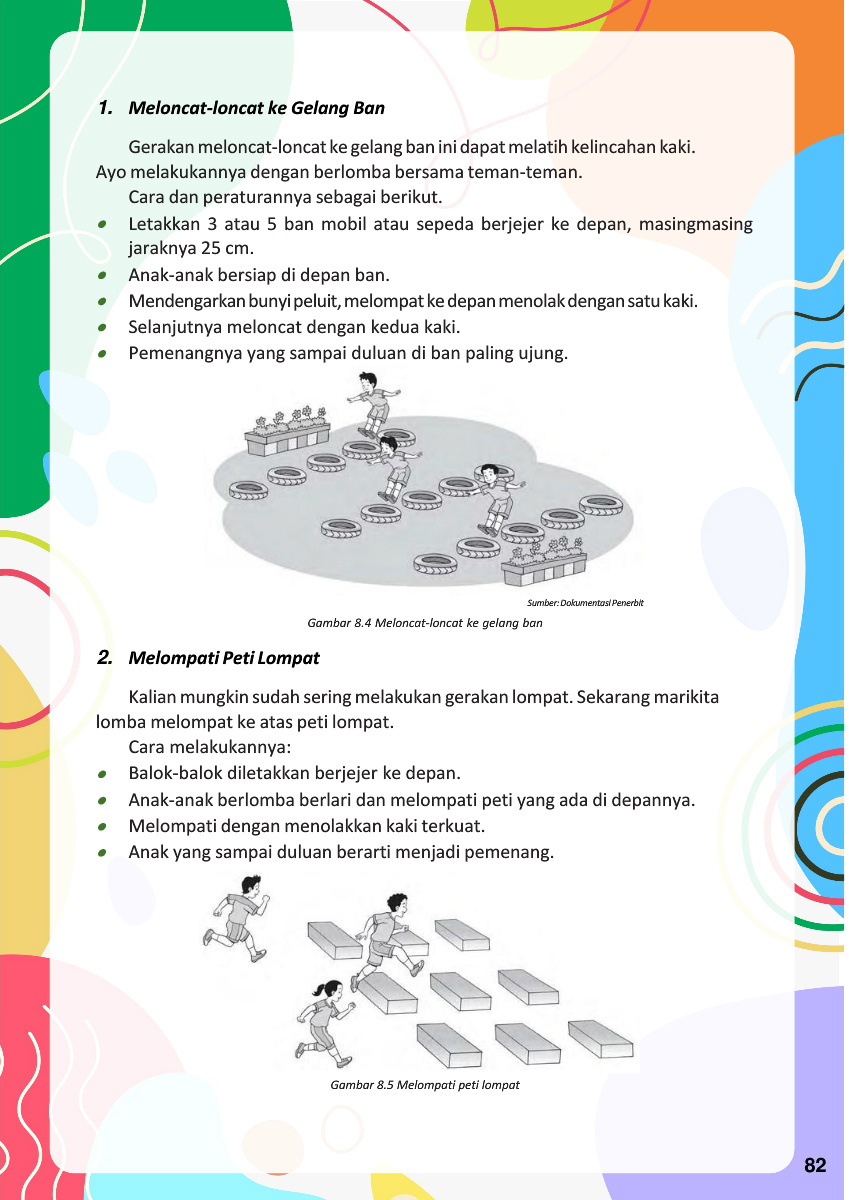 1. Meloncat-loncat ke Gelang Ban
Gerakan meloncat-loncat ke gelang ban ini dapat melatih kelincahan kaki.
Ayo melakukannya dengan berlomba bersama teman-teman.
Cara dan peraturannya sebagai berikut.
• Letakkan 3 atau 5 ban mobil atau sepeda berjejer ke depan, masingmasing
jaraknya 25 cm.
• Anak-anak bersiap di depan ban.
• Mendengarkan bunyi peluit, melompat ke depan menolak dengan satu kaki.
• Selanjutnya meloncat dengan kedua kaki.
• Pemenangnya yang sampai duluan di ban paling ujung.
Sumber: Dokumentasi Penerbit
Gambar 8.4 Meloncat-loncat ke gelang ban
2. Melompati Peti Lompat
Kalian mungkin sudah sering melakukan gerakan lompat. Sekarang marikita
lomba melompat ke atas peti lompat.
Cara melakukannya:
• Balok-balok diletakkan berjejer ke depan.
• Anak-anak berlomba berlari dan melompati peti yang ada di depannya.
• Melompati dengan menolakkan kaki terkuat.
• Anak yang sampai duluan berarti menjadi pemenang.
Gambar 8.5 Melompati peti lompat
82